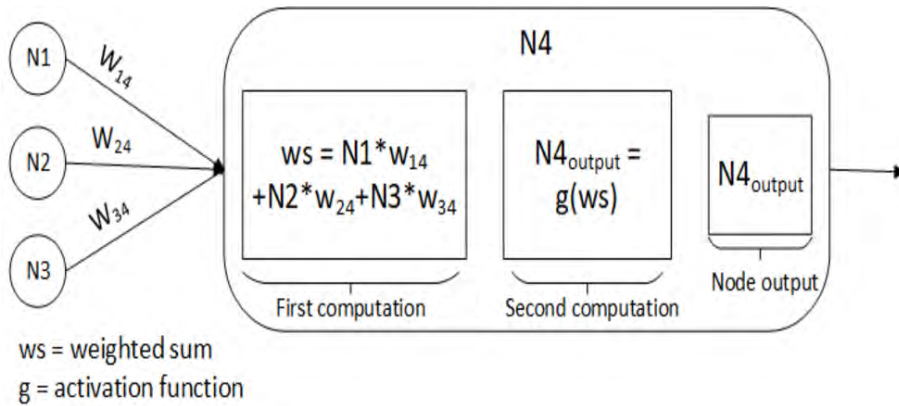 N4
N1
W14
N2
W24
N3
W34
ws = N1*w14
+N2*w24+N3*w34
First computation
N4output =
g(ws)
Second computation
N4output
Node output
ws = weighted sum
g = activation function